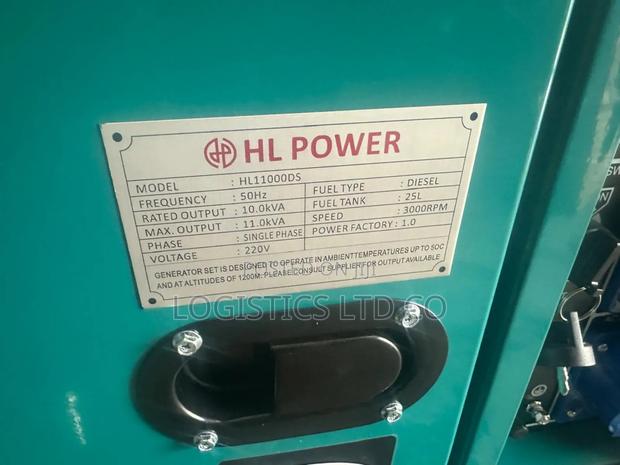 HL POWER
MODEL : HL11000DS
FREQUENCY : 50Hz
RATED OUTPUT : 10.0kVA
MAX. OUTPUT : 11.0kVA
PHASE : SINGLE PHASE
VOLTAGE : 220V
FUEL TYPE : DIESEL
FUEL TANK : 25L
SPEED : 3000RPM
POWER FACTORY : 1.0
GENERATOR SET IS DESIGNED TO OPERATE IN AMBIENTTEMPERATURES UP TO 50C
AND AT ALTITUDES OF 1200M. PLEASE CONSULT SUPPLIER FOR OUTPUT AVAILABLE
LOGISTICS LTD CO